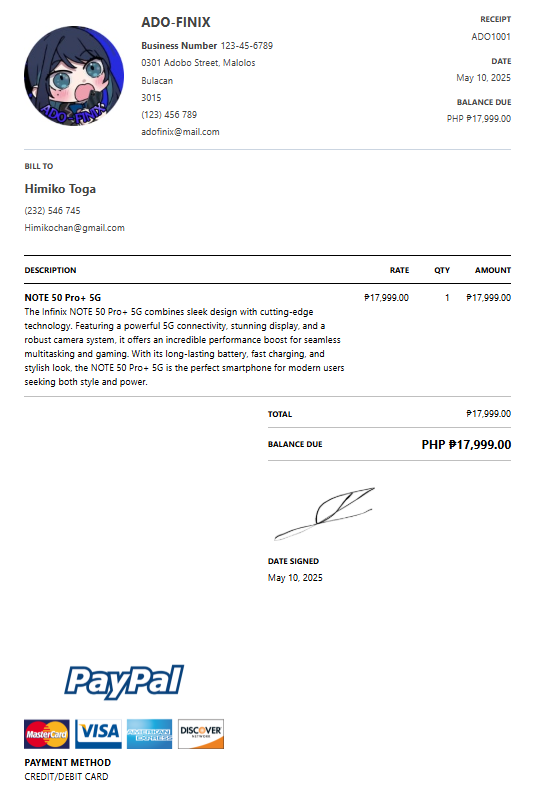 ADO-FINIX
ADO-FINIX
Business Number 123-45-6789
0301 Adobo Street, Malolos
Bulacan
3015
(123) 456 789
adofinix@mail.com
RECEIPT
ADO1001
DATE
May 10, 2025
BALANCE DUE
PHP ₱17,999.00
BILL TO
Himiko Toga
(232) 546 745
Himikochan@gmail.com
DESCRIPTION RATE QTY AMOUNT
NOTE 50 Pro+ 5G ₱17,999.00 1 ₱17,999.00
The Infinix NOTE 50 Pro+ 5G combines sleek design with cutting-edge
technology. Featuring a powerful 5G connectivity, stunning display, and a
robust camera system, it offers an incredible performance boost for seamless
multitasking and gaming. With its long-lasting battery, fast charging, and
stylish look, the NOTE 50 Pro+ 5G is the perfect smartphone for modern users
seeking both style and power.
TOTAL ₱17,999.00
BALANCE DUE PHP ₱17,999.00
DATE SIGNED
May 10, 2025
PayPal
MasterCard VISA AMERICAN EXPRESS DISCOVER NETWORK
PAYMENT METHOD
CREDIT/DEBIT CARD